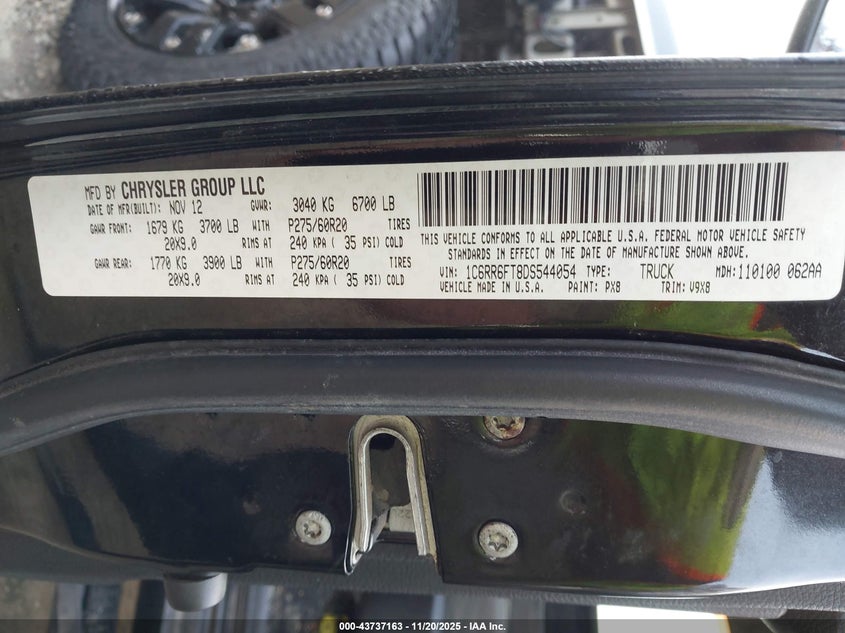 MFD BY CHRYSLER GROUP LLC
DATE OF MFR(BUILT): NOV 12 GVWR: 3040 KG 6700 LB
GAWR FRONT: 1679 KG 3700 LB WITH P275/60R20 TIRES
20X9.0 RIMS AT 240 KPA ( 35 PSI) COLD
GAWR REAR: 1770 KG 3900 LB WITH P275/60R20 TIRES
20X9.0 RIMS AT 240 KPA ( 35 PSI) COLD
THIS VEHICLE CONFORMS TO ALL APPLICABLE U.S.A. FEDERAL MOTOR VEHICLE SAFETY
STANDARDS IN EFFECT ON THE DATE OF MANUFACTURE SHOWN ABOVE.
VIN: 1C6RR6FT8DS544054 TYPE: TRUCK MDH: 110100 062AA
VEHICLE MADE IN U.S.A. PAINT: PX8 TRIM: V9X8
000-43737163 - 11/20/2025 - IAA Inc.